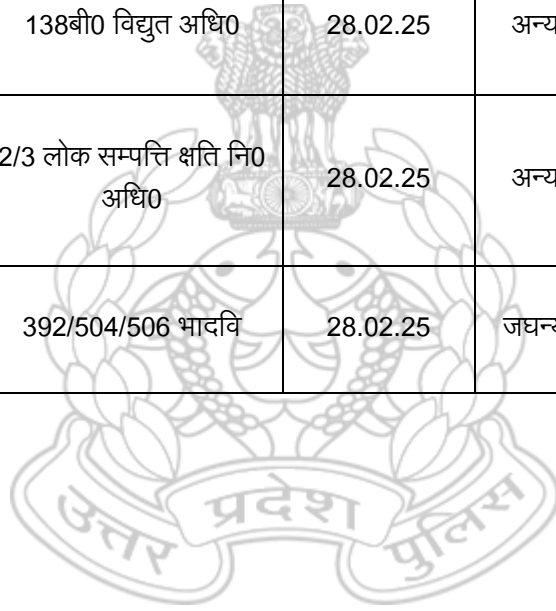 138बी0 विद्युत अधि0 28.02.25 अन्य
2/3 लोक सम्पत्ति क्षति नि0
अधि0 28.02.25 अन्य
392/504/506 भादवि 28.02.25 जघन्य
उत्तर प्रदेश पुलिस